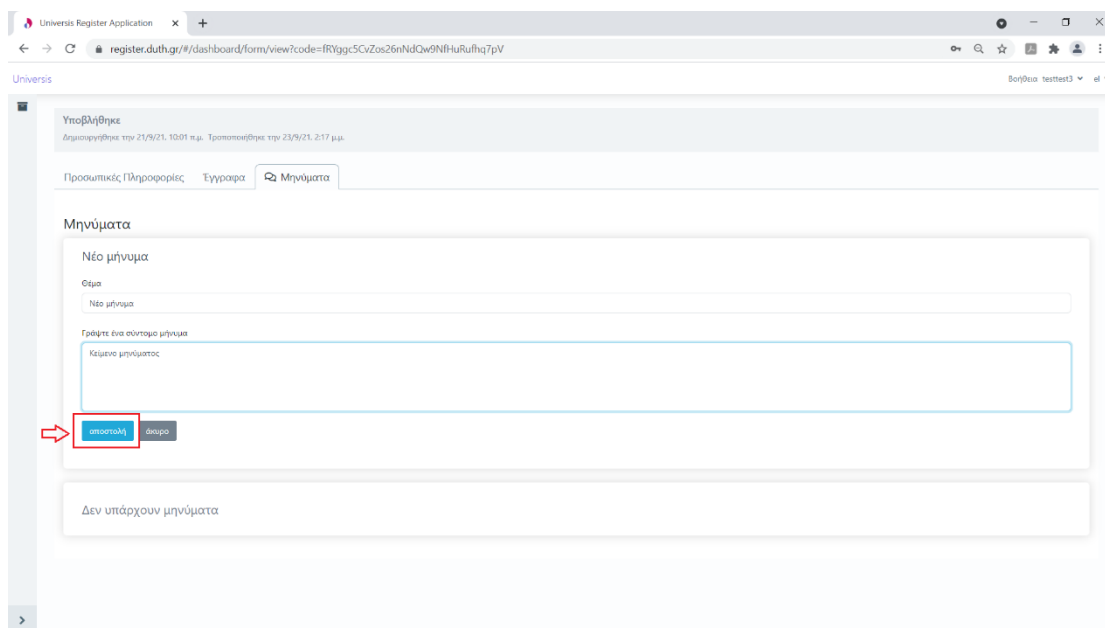 Universis Register Application
register.duth.gr/#/dashboard/form/view?code=fRYggc5CvZos26nNdQw9NfHuRufhq7pV
Universis
Βοήθεια testtest3 el
Υποβλήθηκε
Δημιουργήθηκε την 21/9/21, 10:01 π.μ. Τροποποιήθηκε την 23/9/21, 2:17 μ.μ.
Προσωπικές Πληροφορίες Έγγραφα Μηνύματα
Μηνύματα
Νέο μήνυμα
Θέμα
Νέο μήνυμα
Γράψτε ένα σύντομο μήνυμα
Κείμενο μηνύματος
αποστολή άκυρο
Δεν υπάρχουν μηνύματα